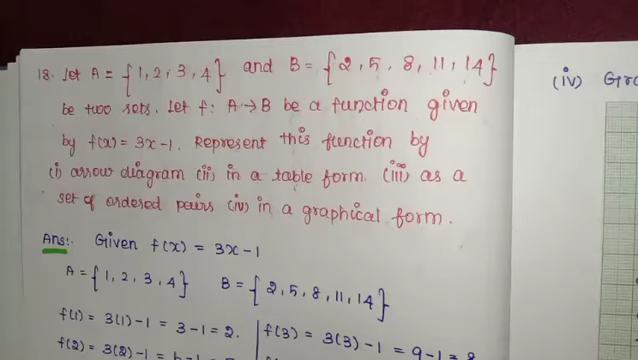 18. Let A = {1, 2, 3, 4} and B = {2, 5, 8, 11, 14}
be two sets. Let f: A→B be a function given
by f(x) = 3x-1. Represent this function by
(i) arrow diagram (ii) in a table form (iii) as a
set of ordered pairs (iv) in a graphical form.
Ans:- Given f(x) = 3x-1
A = {1, 2, 3, 4} B = {2, 5, 8, 11, 14}
f(1) = 3(1)-1 = 3-1 = 2. f(3) = 3(3)-1 = 9-1 = 8
f(2) = 3(2)-1 = 6-1
(iv)